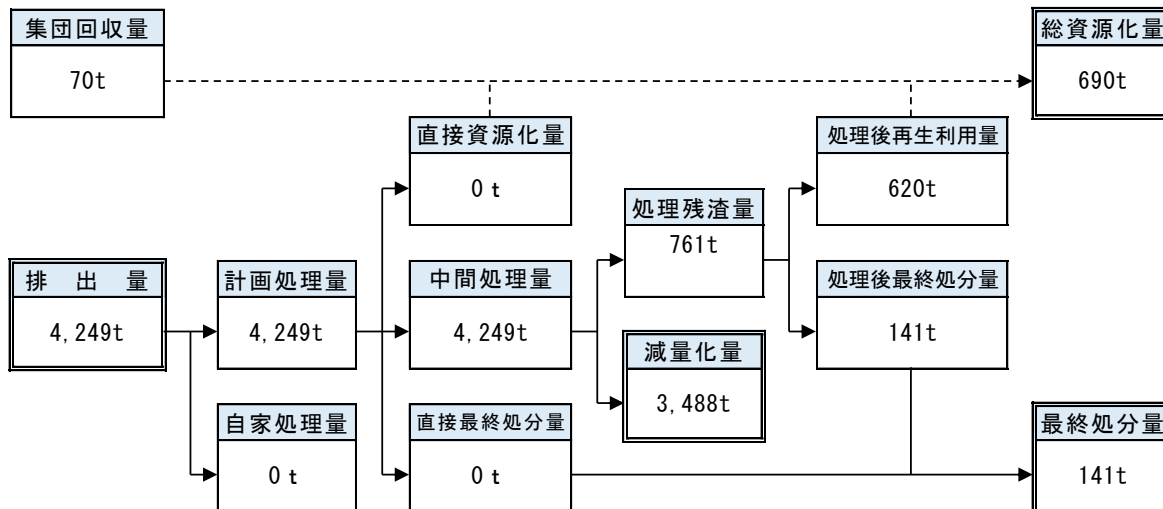 集団回収量
70t
総資源化量
690t
直接資源化量
0t
処理後再生利用量
620t
処理残渣量
761t
排出量
4,249t
計画処理量
4,249t
中間処理量
4,249t
処理後最終処分量
141t
減量化量
3,488t
自家処理量
0t
直接最終処分量
0t
最終処分量
141t